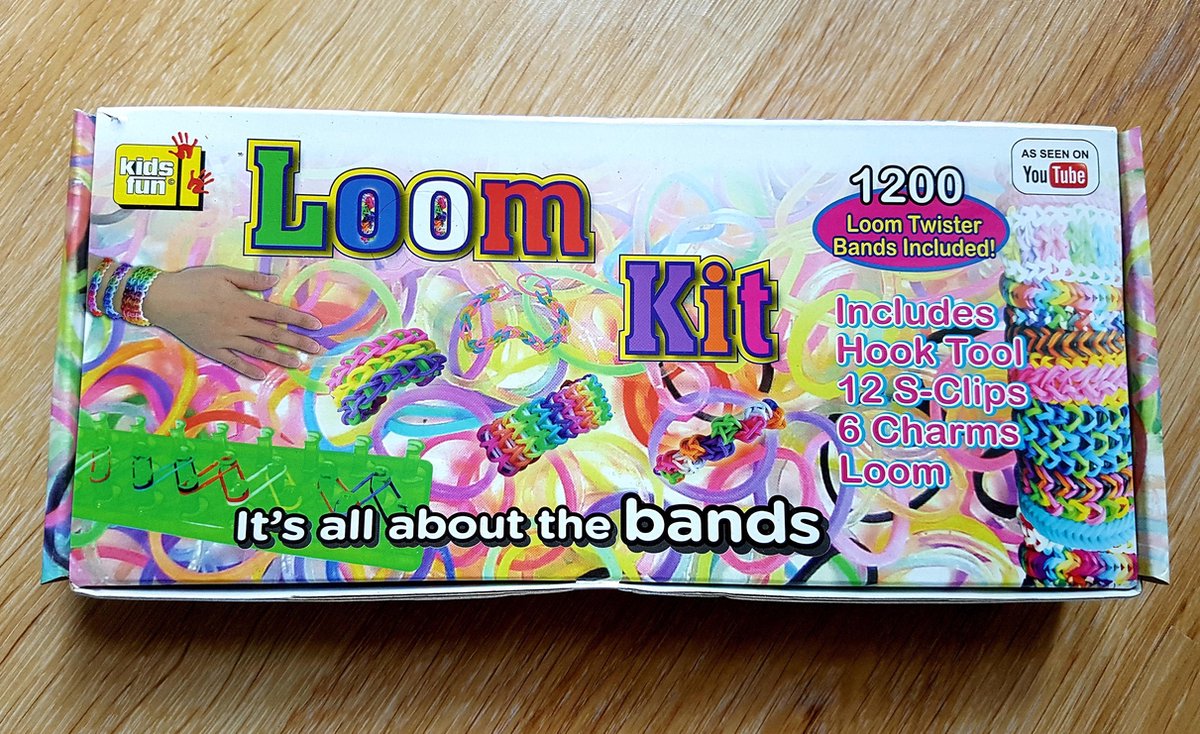 kids
fun©
Loom
Kit
1200
Loom Twister
Bands Included!
AS SEEN ON
YouTube
Includes
Hook Tool
12 S-Clips
6 Charms
Loom
It's all about the bands